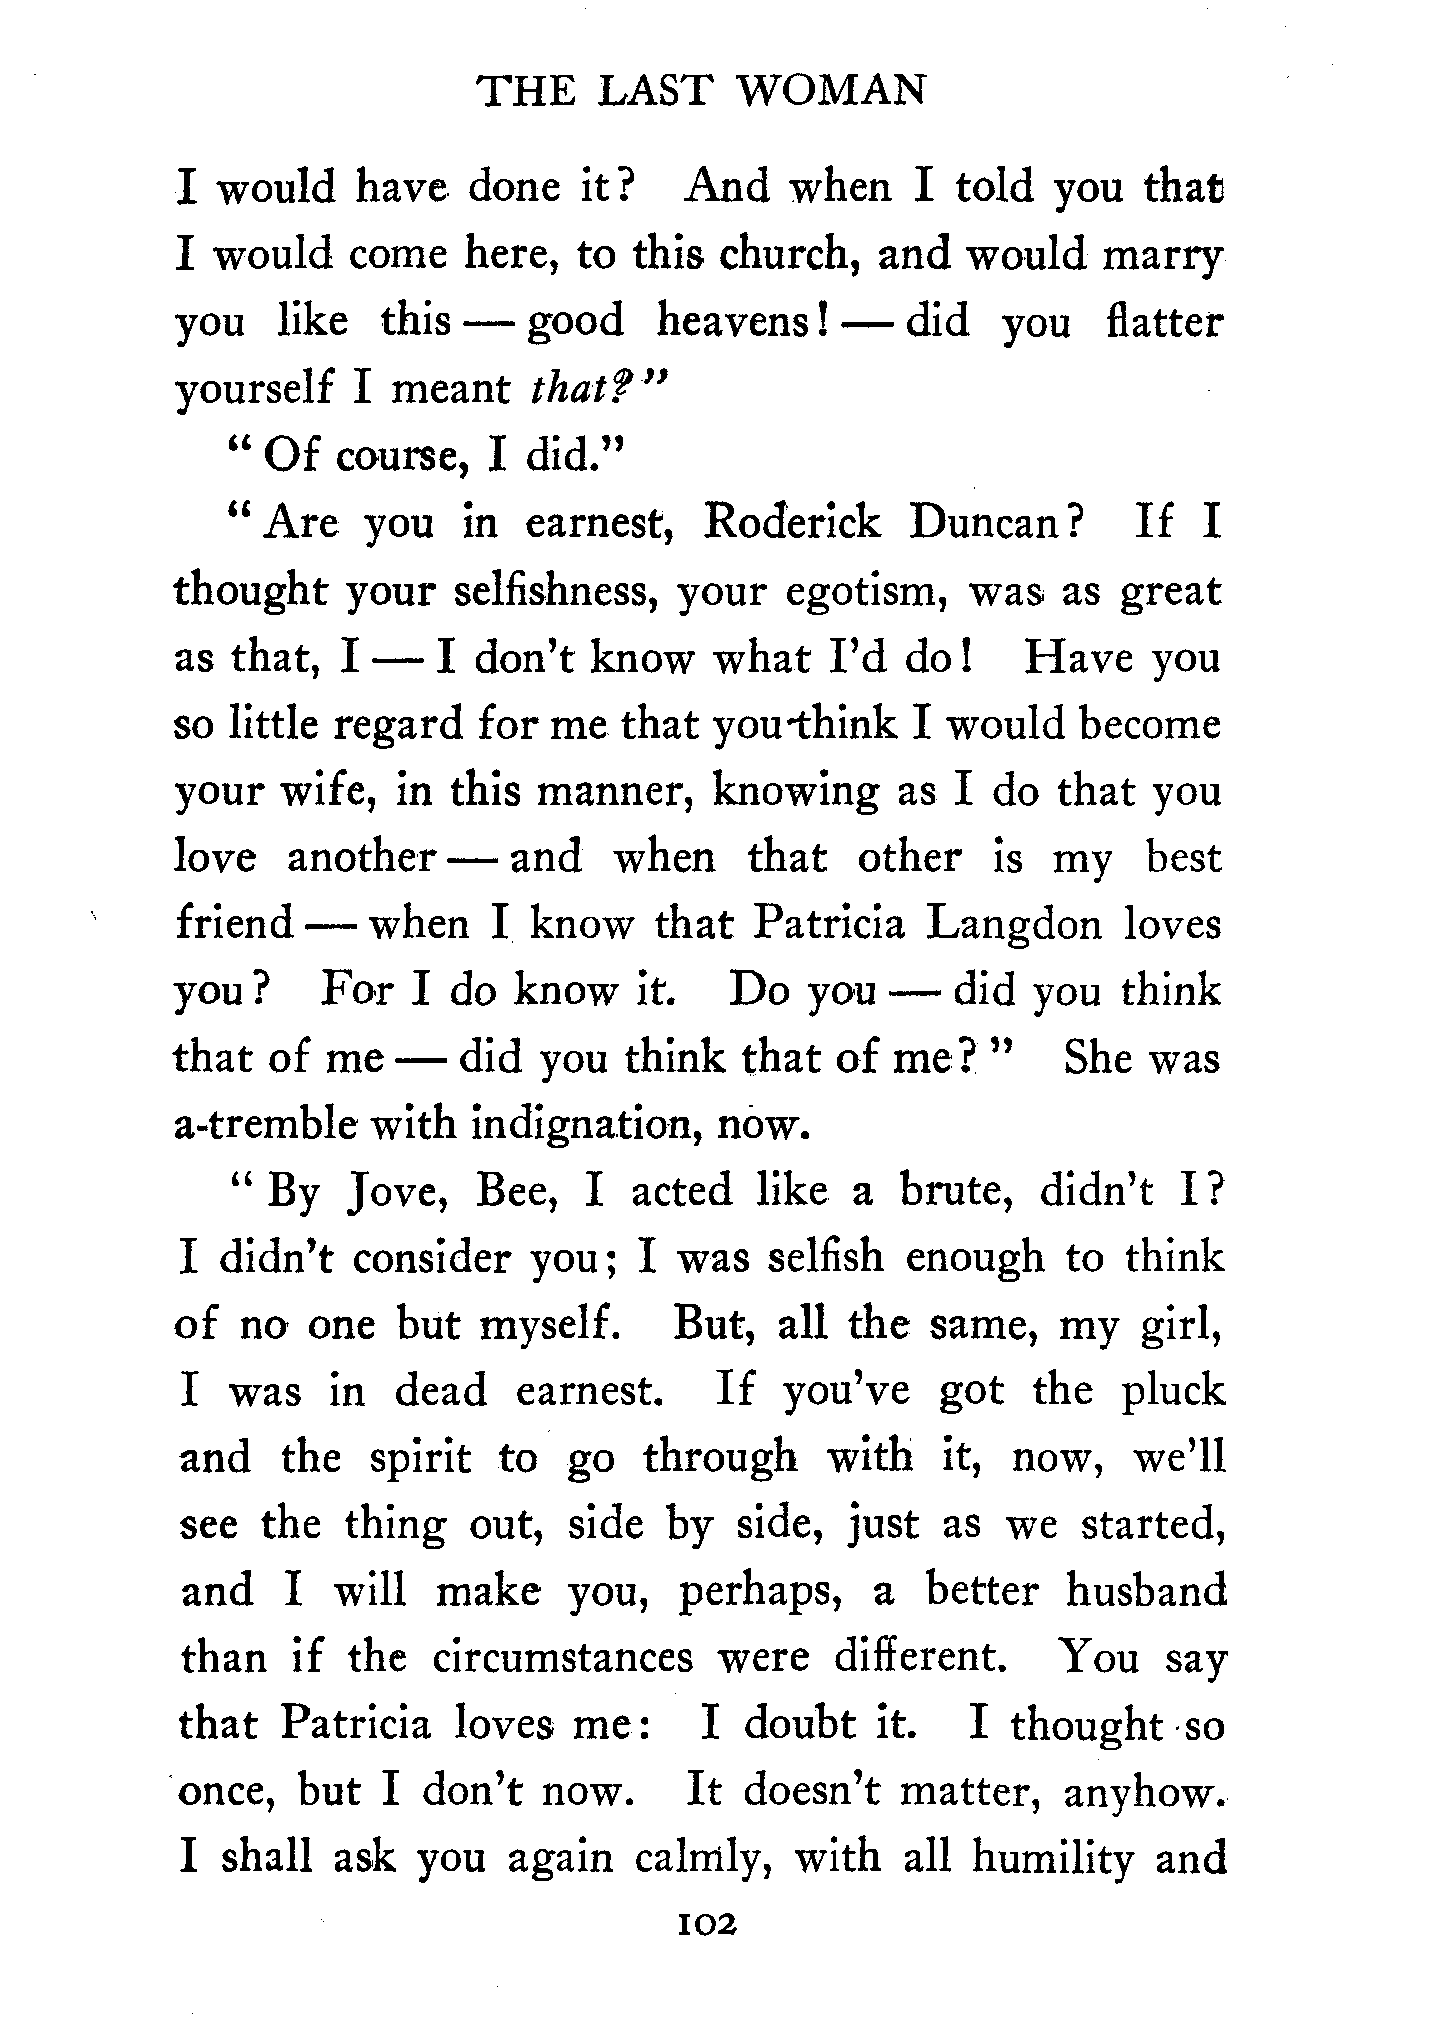 THE LAST WOMAN
I would have done it? And when I told you that
I would come here, to this church, and would marry
you like this — good heavens! — did you flatter
yourself I meant that?"
"Of course, I did."
"Are you in earnest, Roderick Duncan? If I
thought your selfishness, your egotism, was as great
as that, I — I don't know what I'd do! Have you
so little regard for me that you think I would become
your wife, in this manner, knowing as I do that you
love another — and when that other is my best
friend — when I know that Patricia Langdon loves
you? For I do know it. Do you — did you think
that of me — did you think that of me?" She was
a-tremble with indignation, now.
"By Jove, Bee, I acted like a brute, didn't I?
I didn't consider you; I was selfish enough to think
of no one but myself. But, all the same, my girl,
I was in dead earnest. If you've got the pluck
and the spirit to go through with it, now, we'll
see the thing out, side by side, just as we started,
and I will make you, perhaps, a better husband
than if the circumstances were different. You say
that Patricia loves me: I doubt it. I thought so
once, but I don't now. It doesn't matter, anyhow.
I shall ask you again calmly, with all humility and
102